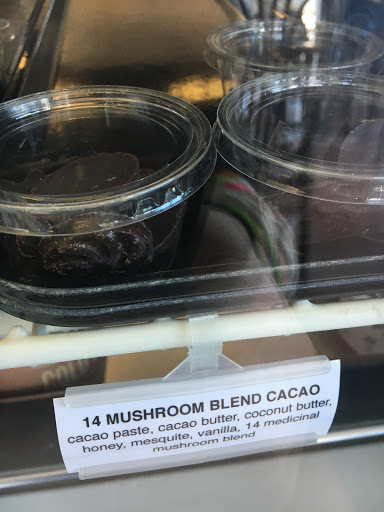 14 MUSHROOM BLEND CACAO
cacao paste, cacao butter, coconut butter,
honey, mesquite, vanilla, 14 medicinal
mushroom blend